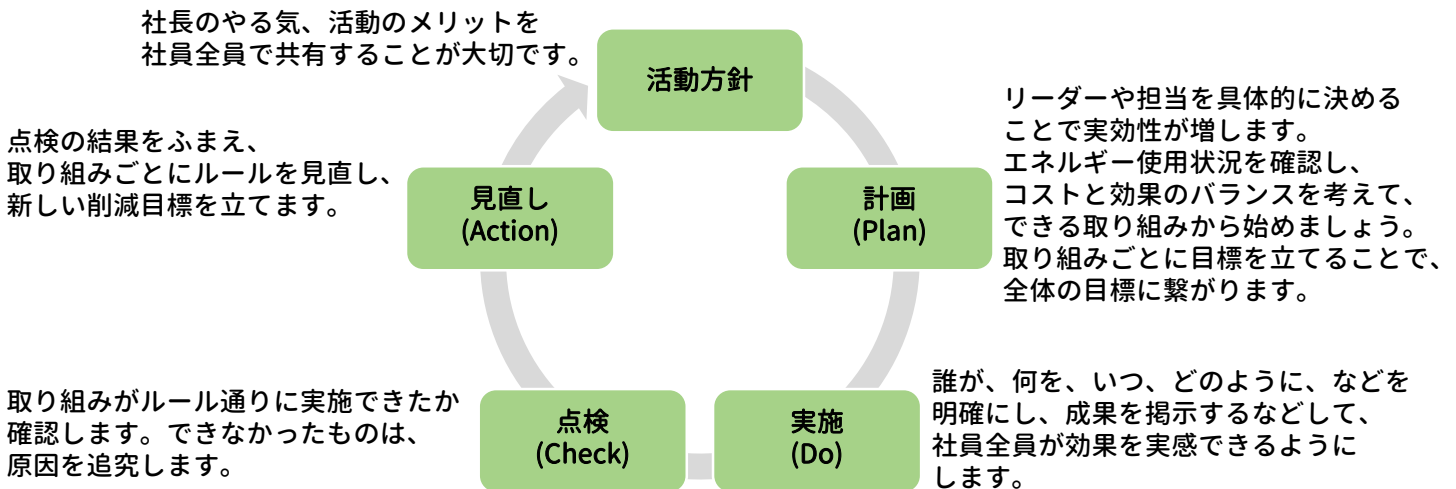 社長のやる気、活動のメリットを
社員全員で共有することが大切です。
活動方針
リーダーや担当を具体的に決める
ことで実効性が増します。
エネルギー使用状況を確認し、
コストと効果のバランスを考えて、
できる取り組みから始めましょう。
取り組みごとに目標を立てることで、
全体の目標に繋がります。
計画
(Plan)
誰が、何を、いつ、どのように、などを
明確にし、成果を掲示するなどして、
社員全員が効果を実感できるように
します。
実施
(Do)
点検
(Check)
取り組みがルール通りに実施できたか
確認します。できなかったものは、
原因を追究します。
見直し
(Action)
点検の結果をふまえ、
取り組みごとにルールを見直し、
新しい削減目標を立てます。